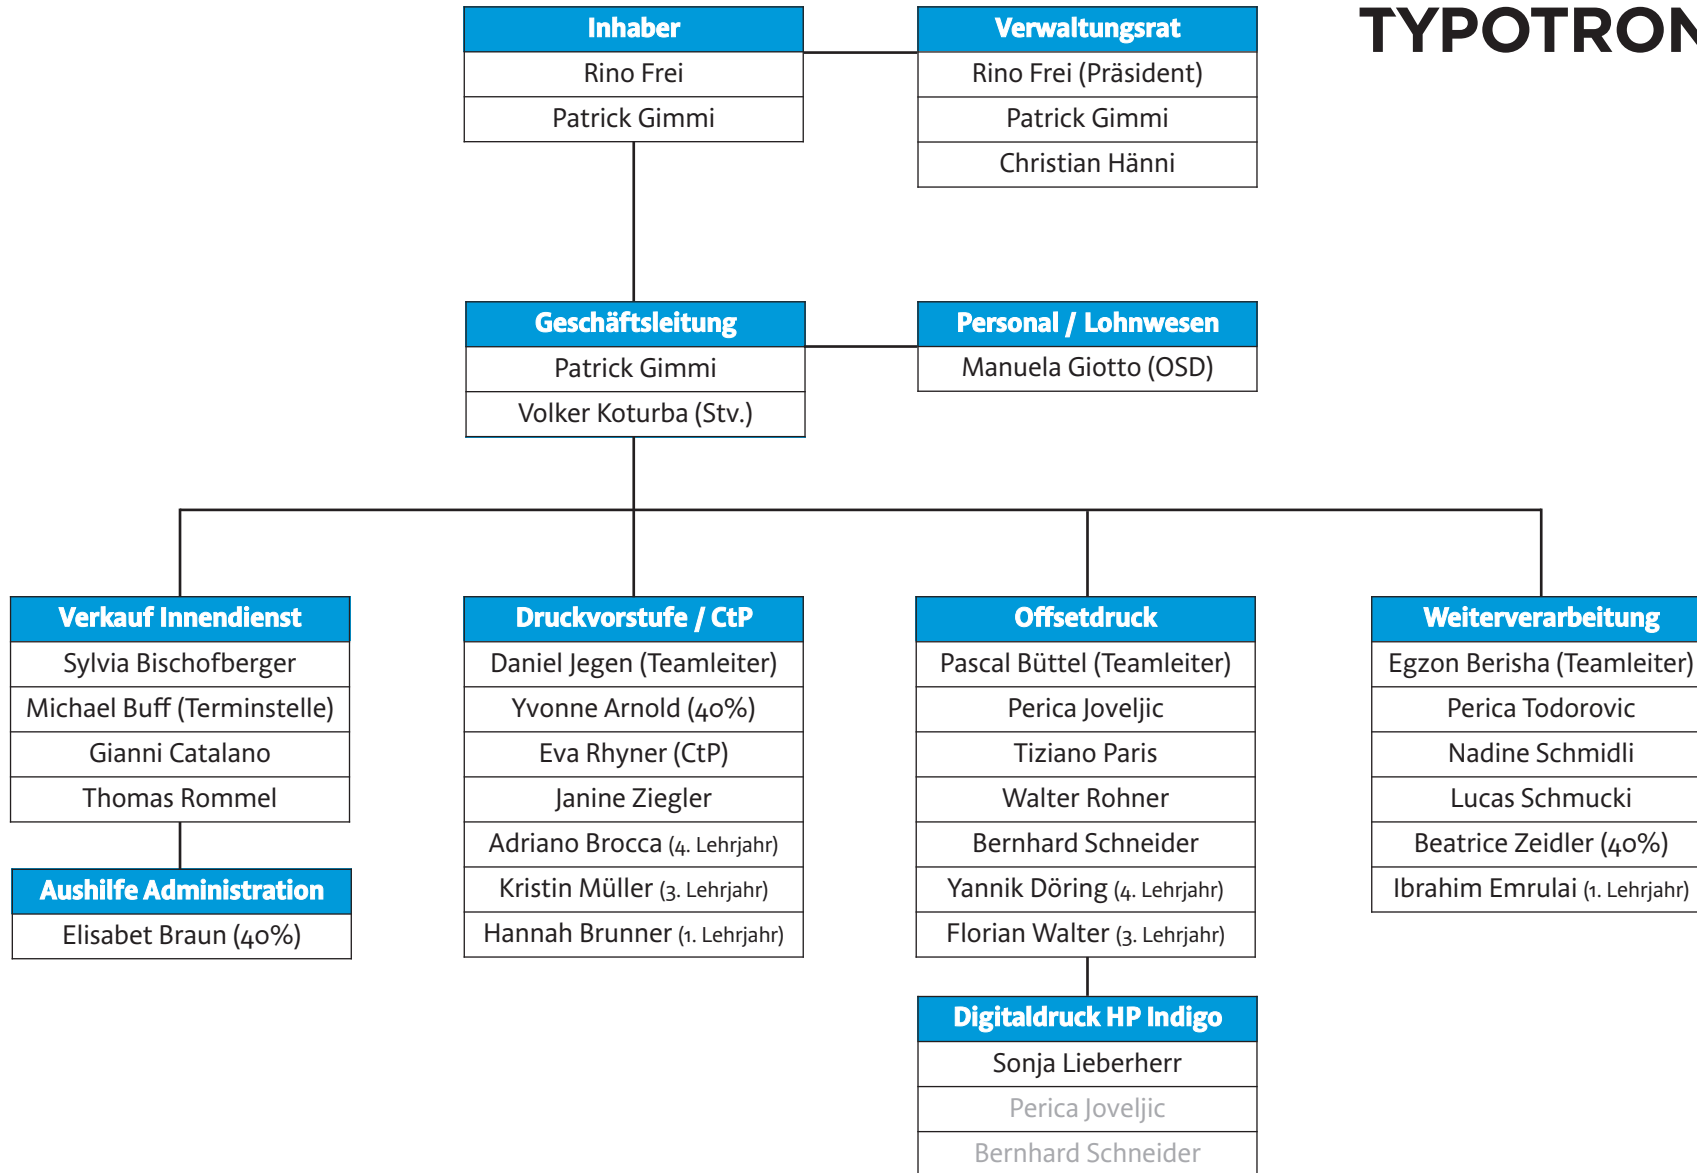 TYPOTRON
Inhaber
Rino Frei
Patrick Gimmi
Verwaltungsrat
Rino Frei (Präsident)
Patrick Gimmi
Christian Hänni
Geschäftsleitung
Patrick Gimmi
Volker Koturba (Stv.)
Personal / Lohnwesen
Manuela Giotto (OSD)
Verkauf Innendienst
Sylvia Bischofberger
Michael Buff (Terminstelle)
Gianni Catalano
Thomas Rommel
Aushilfe Administration
Elisabet Braun (40%)
Druckvorstufe / CtP
Daniel Jegen (Teamleiter)
Yvonne Arnold (40%)
Eva Rhyner (CtP)
Janine Ziegler
Adriano Brocca (4. Lehrjahr)
Kristin Müller (3. Lehrjahr)
Hannah Brunner (1. Lehrjahr)
Offsetdruck
Pascal Büttel (Teamleiter)
Perica Joveljic
Tiziano Paris
Walter Rohner
Bernhard Schneider
Yannik Döring (4. Lehrjahr)
Florian Walter (3. Lehrjahr)
Digitaldruck HP Indigo
Sonja Lieberherr
Perica Joveljic
Bernhard Schneider
Weiterverarbeitung
Egzon Berisha (Teamleiter)
Perica Todorovic
Nadine Schmidli
Lucas Schmucki
Beatrice Zeidler (40%)
Ibrahim Emrulai (1. Lehrjahr)